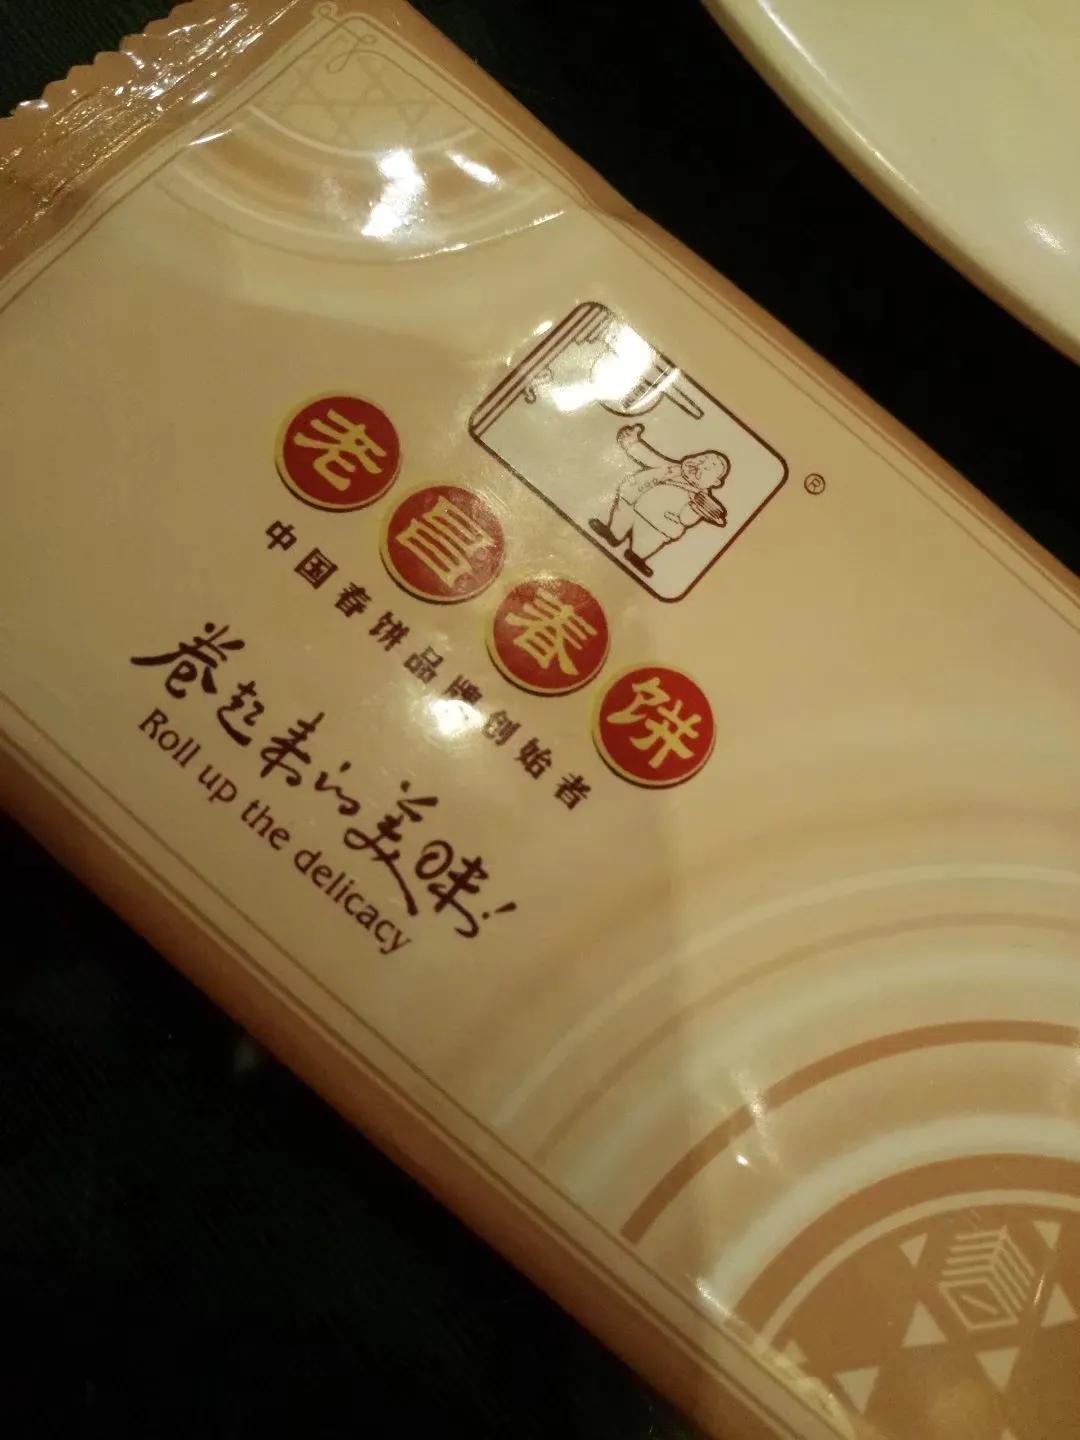 ®
老昌春饼
中国春饼品牌创始者
卷起来的美味!
Roll up the delicacy